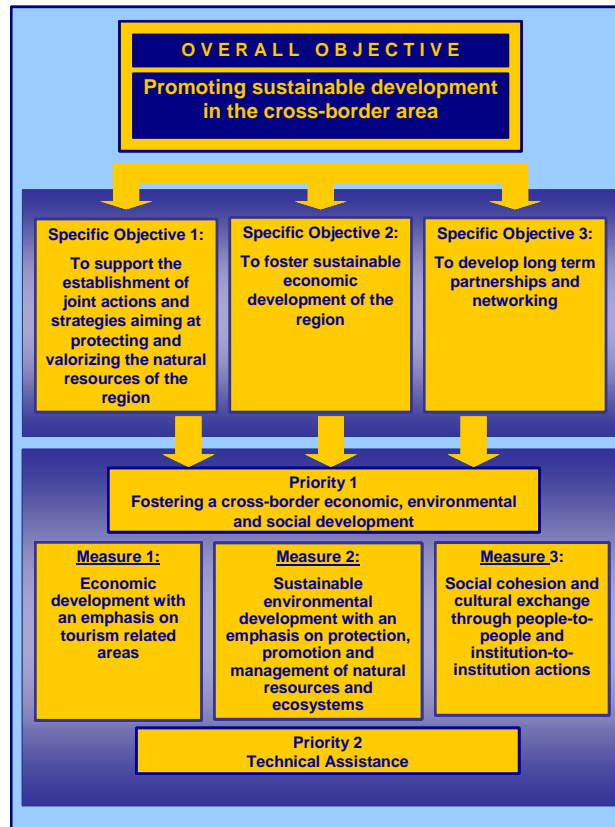 OVERALL OBJECTIVE
Promoting sustainable development
in the cross-border area
Specific Objective 1:
To support the
establishment of
joint actions and
strategies aiming at
protecting and
valorizing the natural
resources of the
region
Specific Objective 2:
To foster sustainable
economic
development of the
region
Specific Objective 3:
To develop long term
partnerships and
networking
Priority 1
Fostering a cross-border economic, environmental
and social development
Measure 1:
Economic
development with
an emphasis on
tourism related
areas
Measure 2:
Sustainable
environmental
development with an
emphasis on protection,
promotion and
management of natural
resources and
ecosystems
Measure 3:
Social cohesion and
cultural exchange
through people-to-
people and
institution-to-
institution actions
Priority 2
Technical Assistance